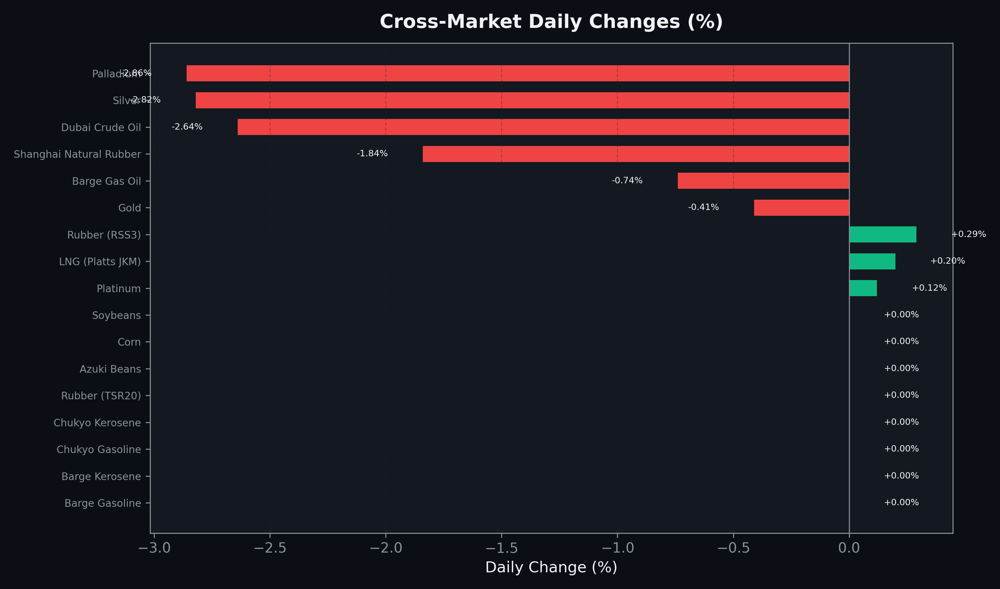 Cross-Market Daily Changes (%)
Palladium -2.86%
Silver -2.82%
Dubai Crude Oil -2.64%
Shanghai Natural Rubber -1.84%
Barge Gas Oil -0.74%
Gold -0.41%
Rubber (RSS3) +0.29%
LNG (Platts JKM) +0.20%
Platinum +0.12%
Soybeans +0.00%
Corn +0.00%
Azuki Beans +0.00%
Rubber (TSR20) +0.00%
Chukyo Kerosene +0.00%
Chukyo Gasoline +0.00%
Barge Kerosene +0.00%
Barge Gasoline +0.00%
−3.0 −2.5 −2.0 −1.5 −1.0 −0.5 0.0
Daily Change (%)